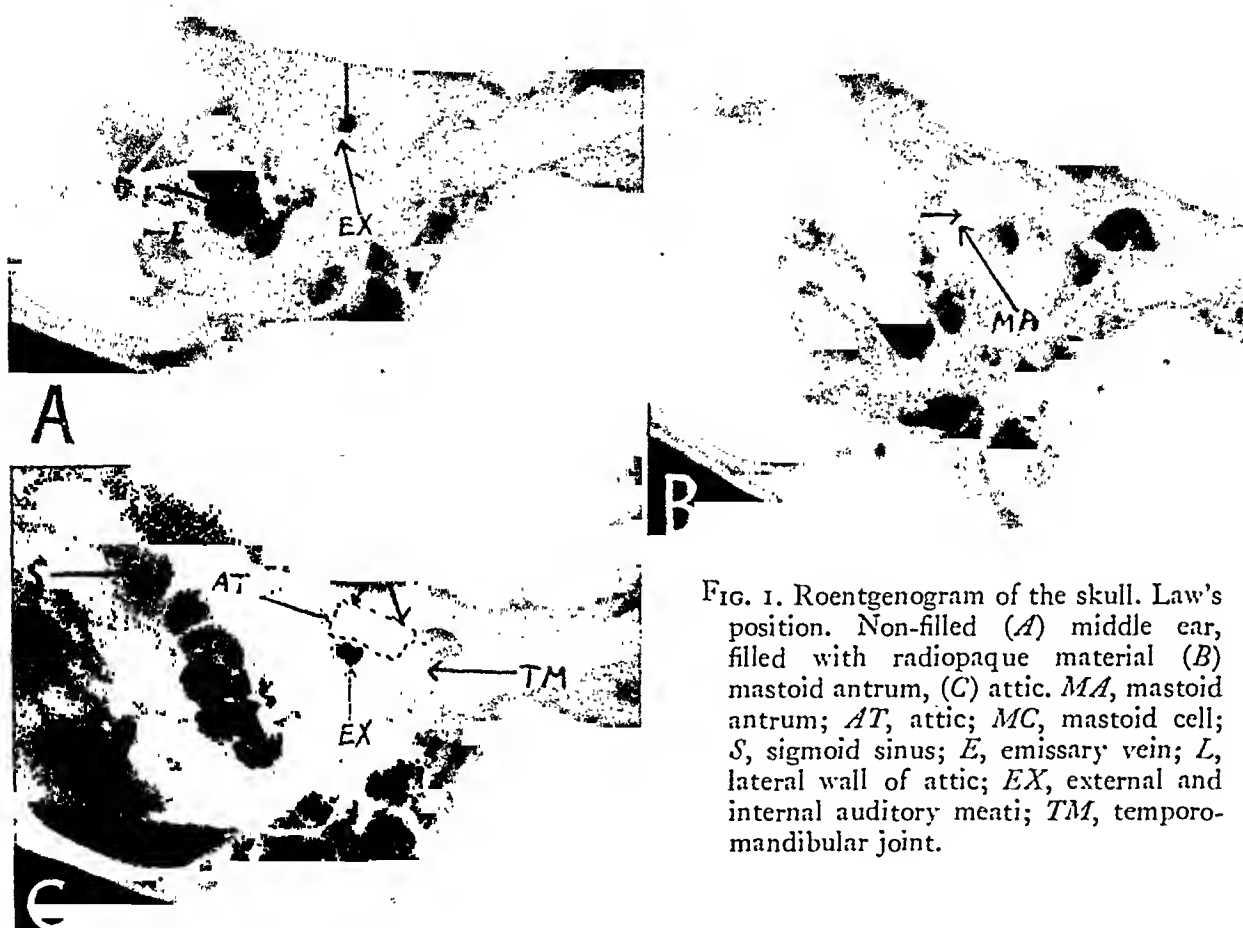 EX
A
MA
B
S
AT
EX
TM
C
FIG. 1. Roentgenogram of the skull. Law's
position. Non-filled (A) middle ear,
filled with radiopaque material (B)
mastoid antrum, (C) attic. MA, mastoid
antrum; AT, attic; MC, mastoid cell;
S, sigmoid sinus; E, emissary vein; L,
lateral wall of attic; EX, external and
internal auditory meati; TM, temporo-
mandibular joint.